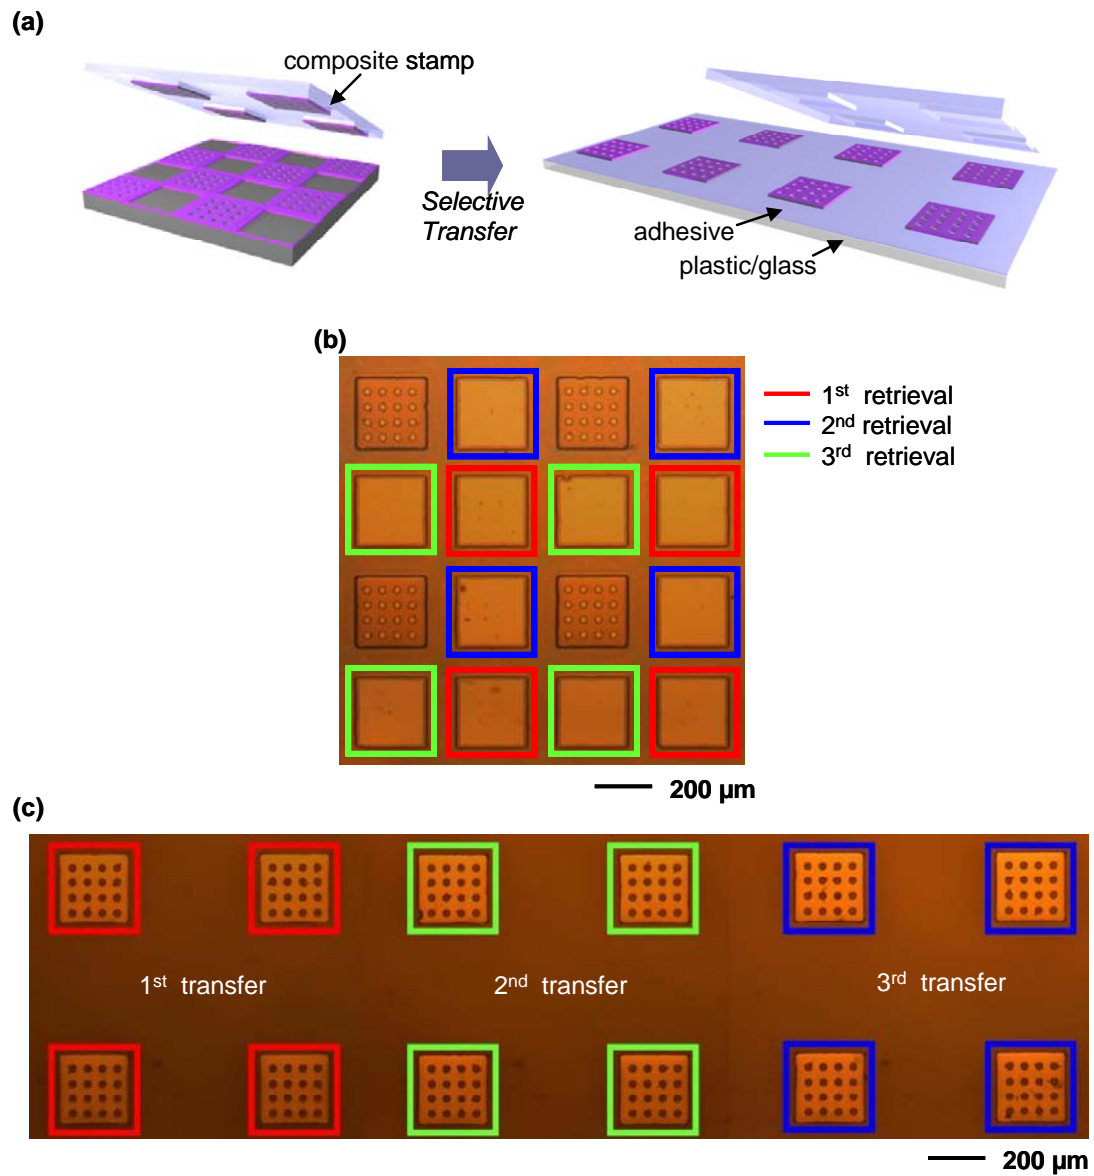 (a)
composite stamp
Selective
Transfer
adhesive
plastic/glass
(b)
1st retrieval
2nd retrieval
3rd retrieval
200 µm
(c)
1st transfer
2nd transfer
3rd transfer
200 µm